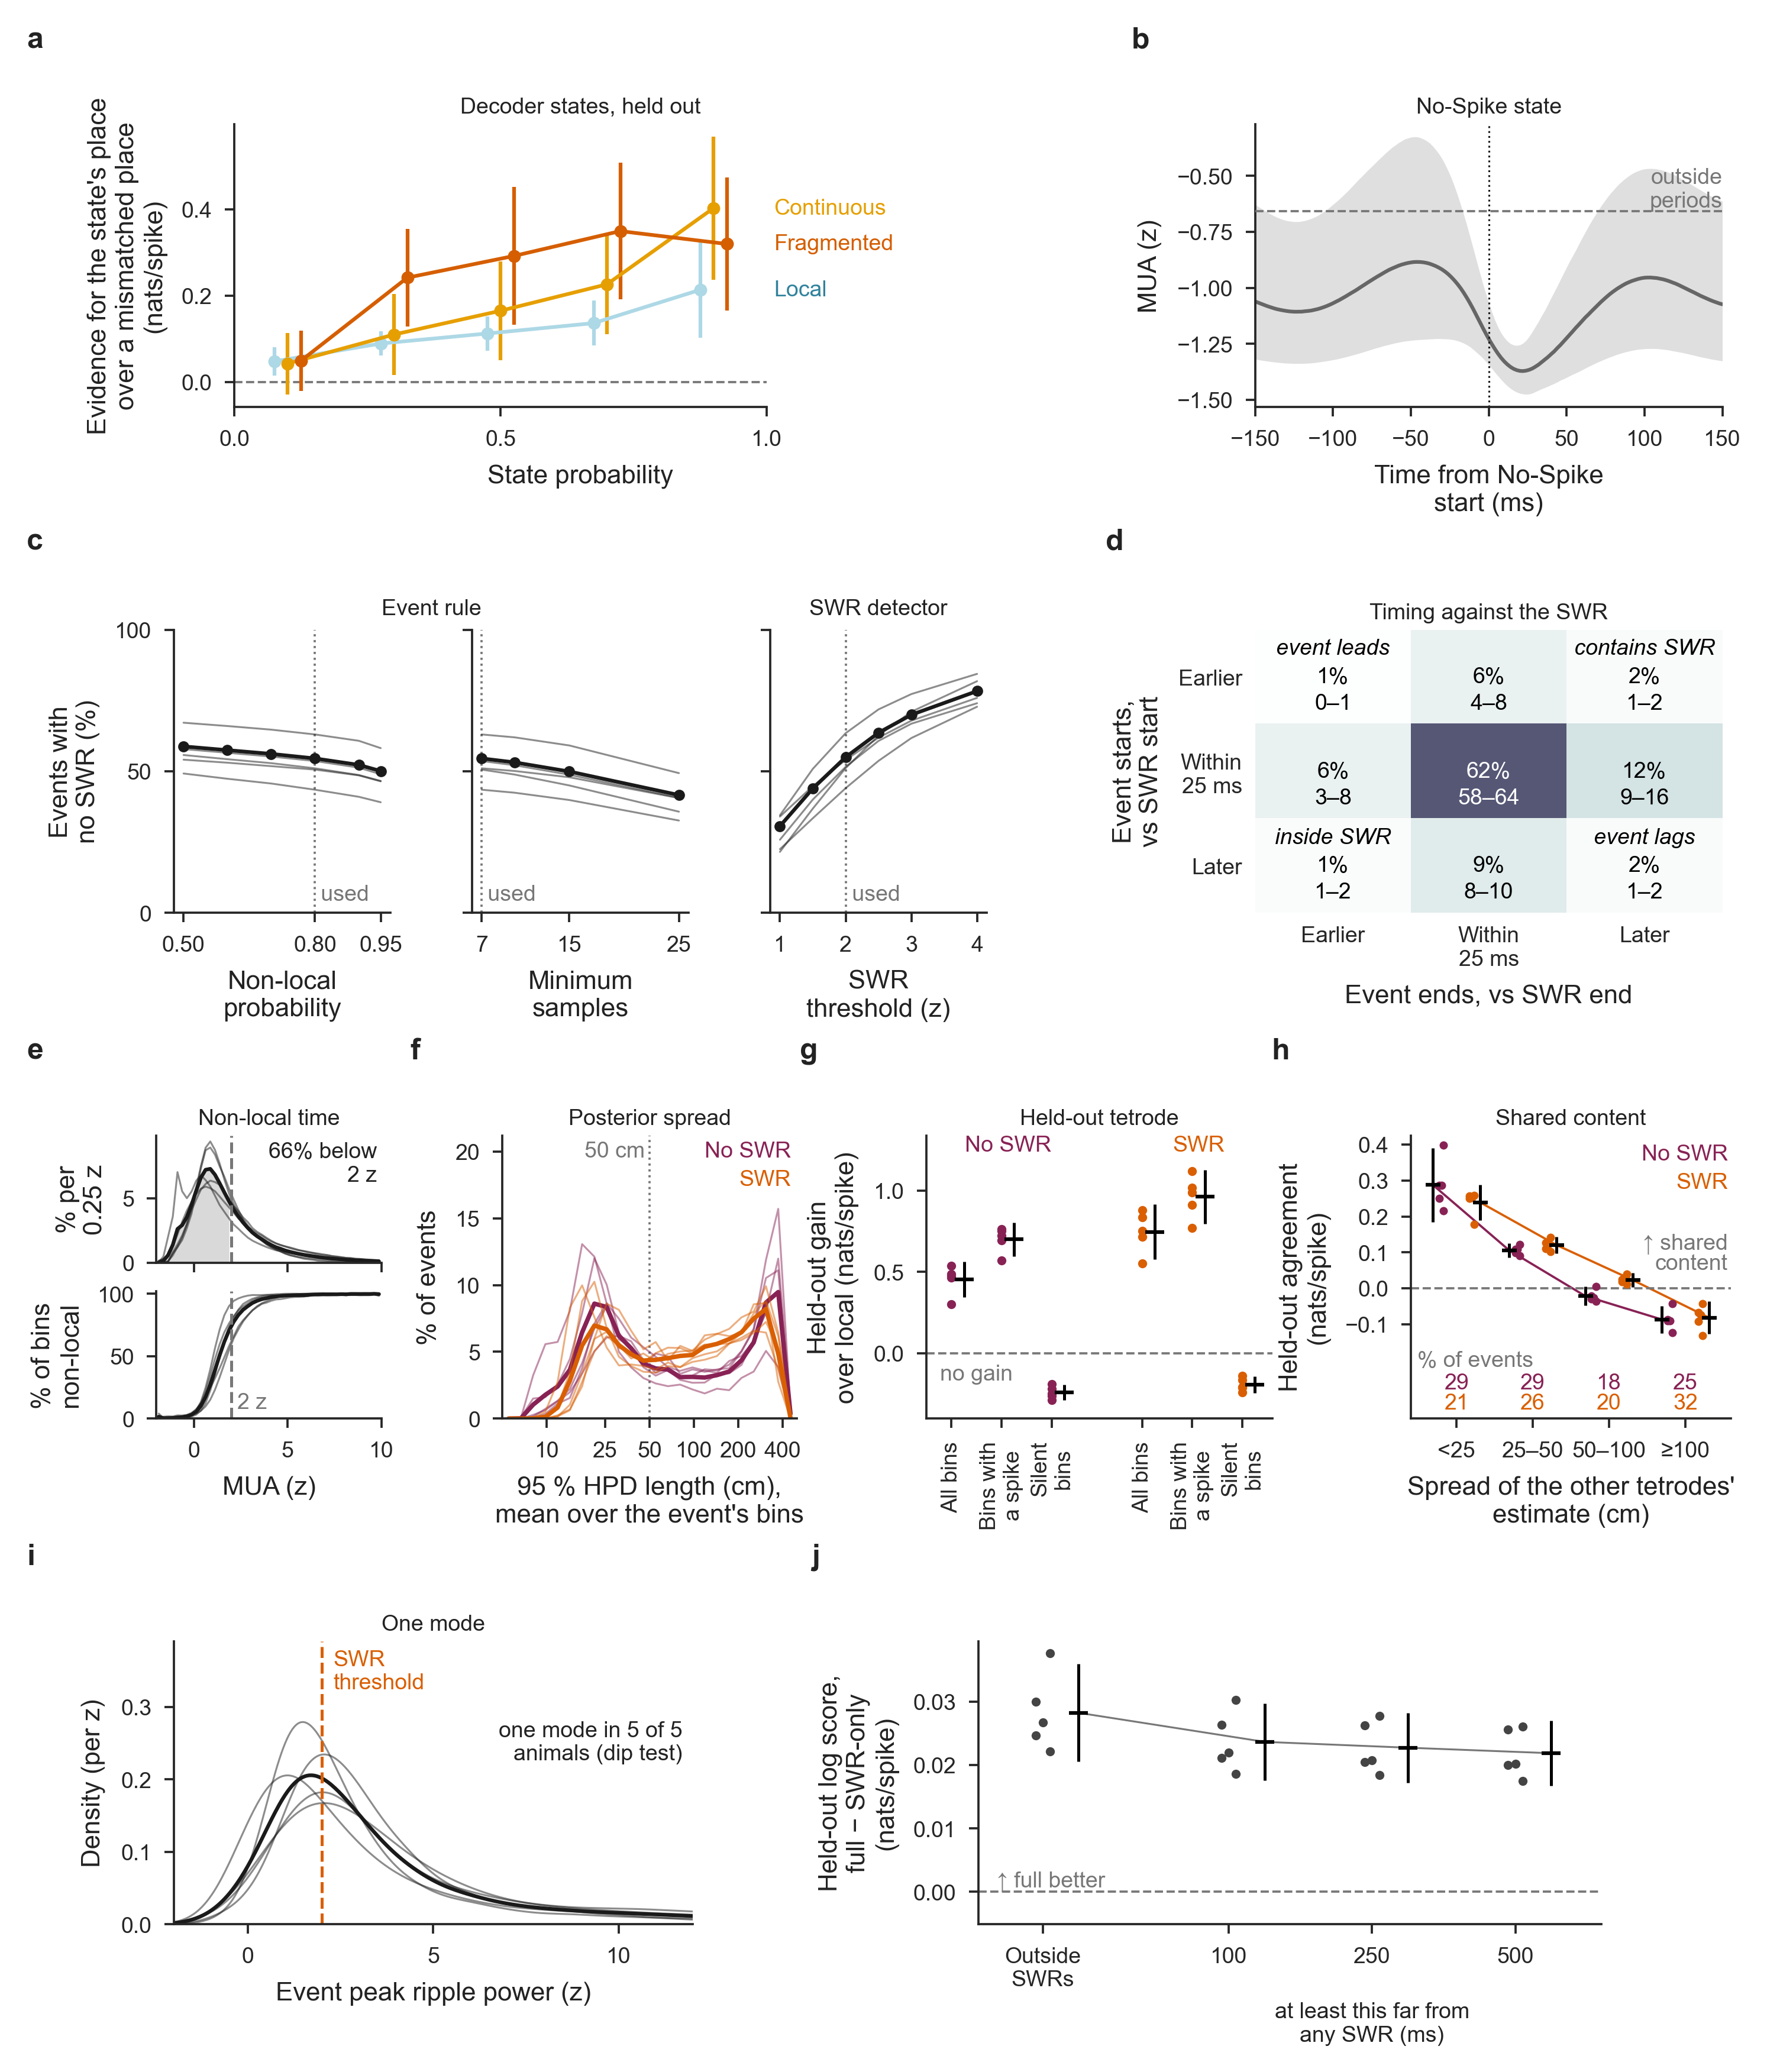 a
Decoder states, held out
Evidence for the state's place
over a mismatched place
(nats/spike)
0.4
0.2
0.0
Continuous
Fragmented
Local
0.0
0.5
1.0
State probability
b
No-Spike state
MUA (z)
−0.50
−0.75
−1.00
−1.25
−1.50
outside
periods
−150
−100
−50
0
50
100
150
Time from No-Spike
start (ms)
c
Event rule
SWR detector
Events with
no SWR (%)
100
50
0
used
used
used
0.50
0.80
0.95
7
15
25
1
2
3
4
Non-local
probability
Minimum
samples
SWR
threshold (z)
d
Timing against the SWR
Event starts,
vs SWR start
Earlier
event leads
1%
0–1
6%
4–8
contains SWR
2%
1–2
Within
25 ms
6%
3–8
62%
58–64
12%
9–16
Later
inside SWR
1%
1–2
9%
8–10
event lags
2%
1–2
Earlier
Within
25 ms
Later
Event ends, vs SWR end
e
Non-local time
% per
0.25 z
5
0
66% below
2 z
% of bins
non-local
100
50
0
2 z
0
5
10
MUA (z)
f
Posterior spread
% of events
20
15
10
5
0
50 cm
No SWR
SWR
10
25
50
100
200
400
95 % HPD length (cm),
mean over the event's bins
g
Held-out tetrode
Held-out gain
over local (nats/spike)
1.0
0.5
0.0
No SWR
SWR
no gain
All bins
Bins with
a spike
Silent
bins
All bins
Bins with
a spike
Silent
bins
h
Shared content
Held-out agreement
(nats/spike)
0.4
0.3
0.2
0.1
0.0
−0.1
No SWR
SWR
↑ shared
content
% of events
29
29
18
25
21
26
20
32
<25
25–50
50–100
≥100
Spread of the other tetrodes'
estimate (cm)
i
One mode
Density (per z)
0.3
0.2
0.1
0.0
SWR
threshold
one mode in 5 of 5
animals (dip test)
0
5
10
Event peak ripple power (z)
j
Held-out log score,
full − SWR-only
(nats/spike)
0.03
0.02
0.01
0.00
↑ full better
Outside
SWRs
100
250
500
at least this far from
any SWR (ms)